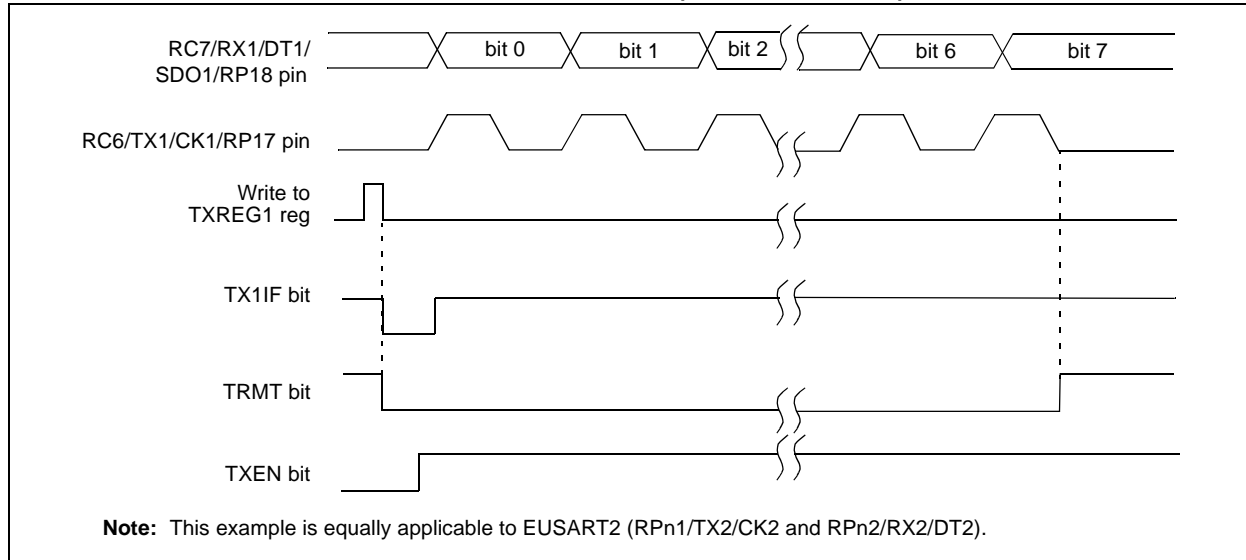 RC7/RX1/DT1/
SDO1/RP18 pin
bit 0 bit 1 bit 2 bit 6 bit 7
RC6/TX1/CK1/RP17 pin
Write to
TXREG1 reg
TX1IF bit
TRMT bit
TXEN bit
Note: This example is equally applicable to EUSART2 (RPn1/TX2/CK2 and RPn2/RX2/DT2).